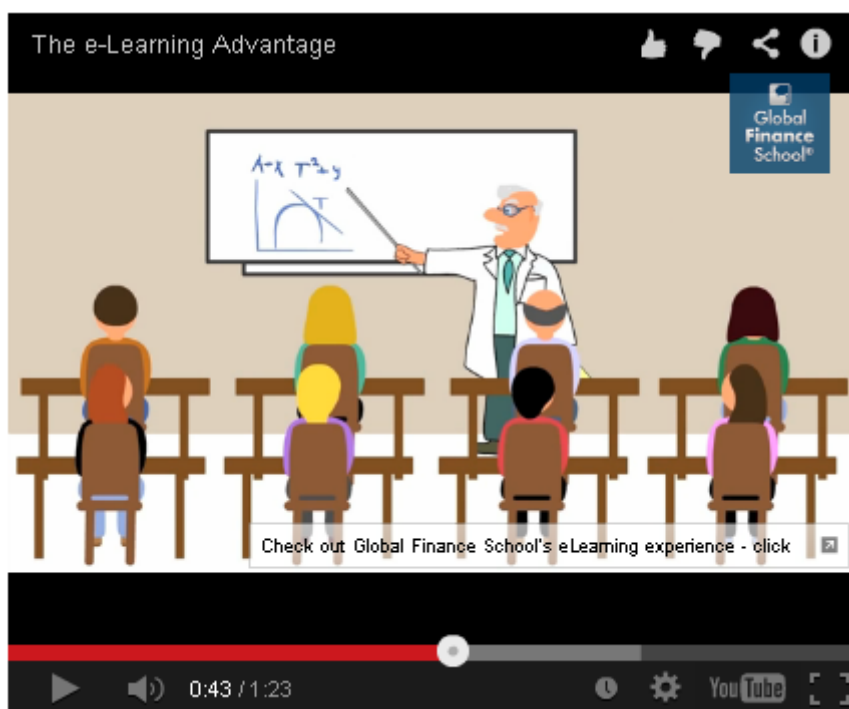 The e-Learning Advantage
Global
Finance
School®
A-x T²+y
T
Check out Global Finance School's eLearning experience - click
0:43 / 1:23
YouTube